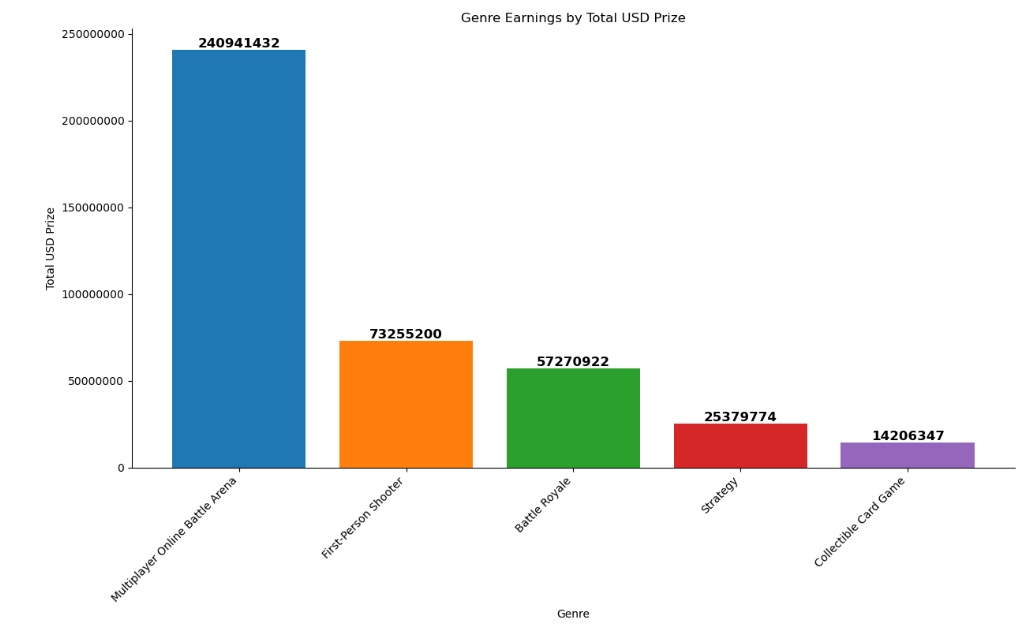 Genre Earnings by Total USD Prize
250000000
200000000
150000000
100000000
50000000
0
Total USD Prize
240941432
73255200
57270922
25379774
14206347
Multiplayer Online Battle Arena
First-Person Shooter
Battle Royale
Strategy
Collectible Card Game
Genre